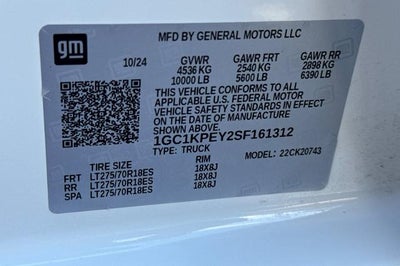 MFD BY GENERAL MOTORS LLC
gm
10/24 GVWR GAWR FRT GAWR RR
4536 KG 2540 KG 2898 KG
10000 LB 5600 LB 6390 LB
THIS VEHICLE CONFORMS TO ALL
APPLICABLE U.S. FEDERAL MOTOR
VEHICLE SAFETY STANDARDS IN EFFECT
ON THE DATE OF MANUFACTURE
SHOWN ABOVE.
1GC1KPEY2SF161312
TYPE: TRUCK MODEL: 22CK20743
TIRE SIZE RIM
FRT LT275/70R18ES 18X8J
RR LT275/70R18ES 18X8J
SPA LT275/70R18ES 18X8J